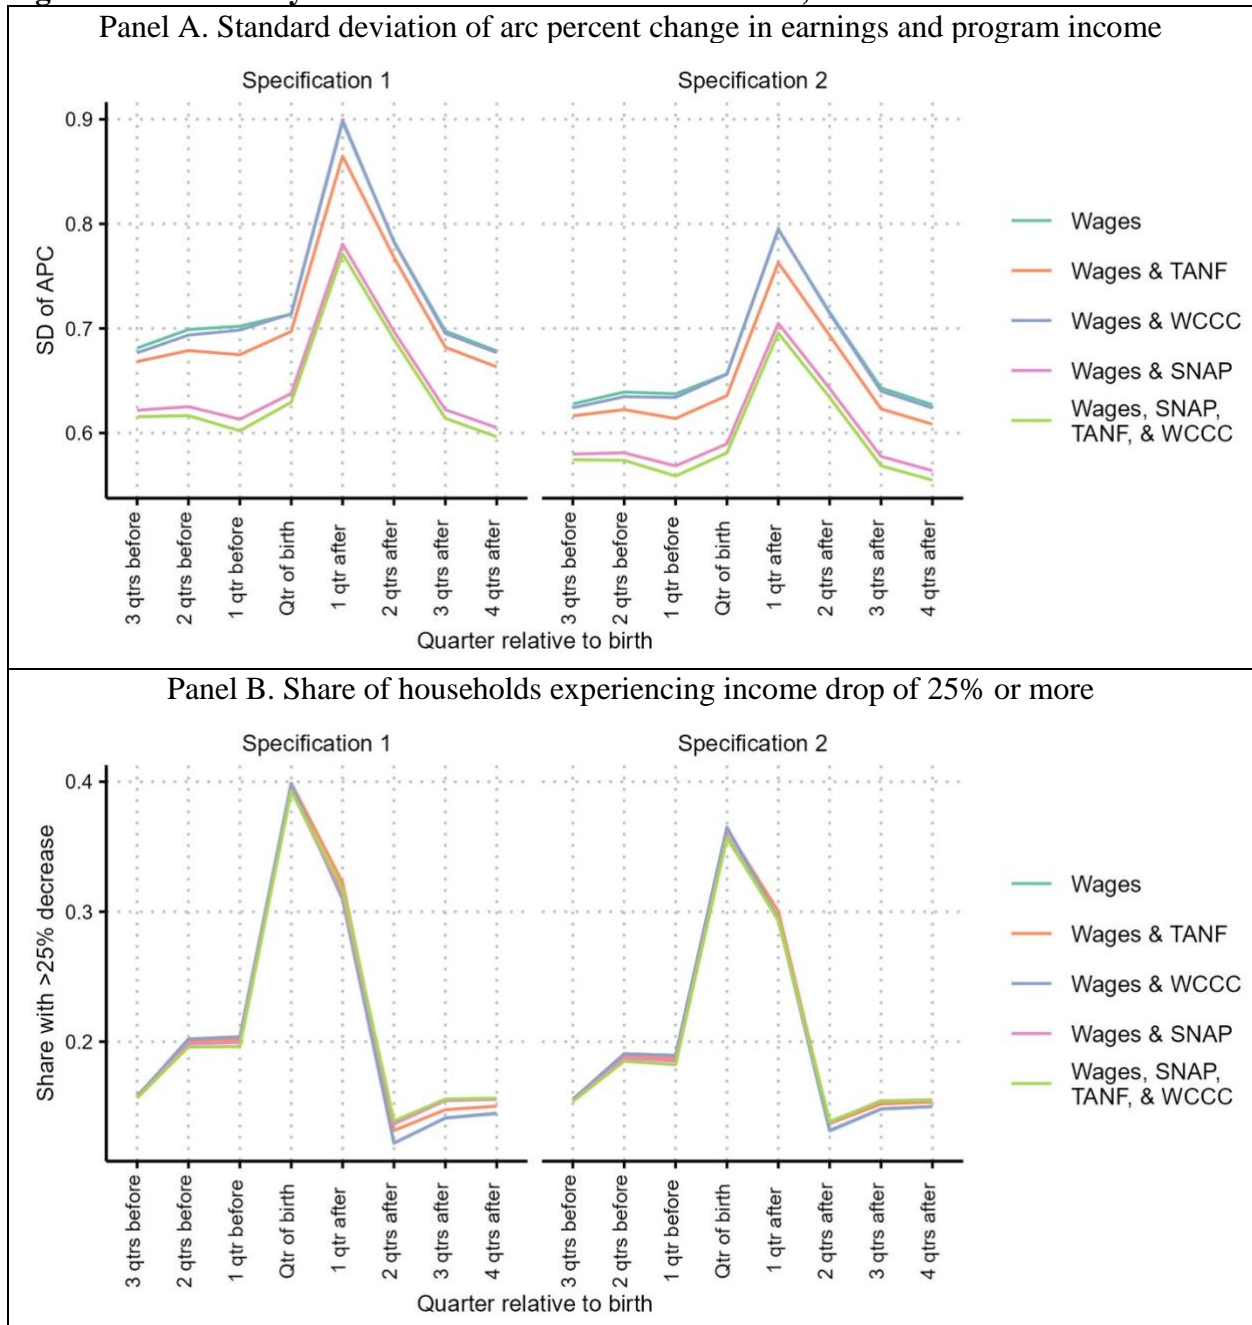 Panel A. Standard deviation of arc percent change in earnings and program income
Specification 1
Specification 2
SD of APC
0.9
0.8
0.7
0.6
3 qtrs before
2 qtrs before
1 qtr before
Qtr of birth
1 qtr after
2 qtrs after
3 qtrs after
4 qtrs after
3 qtrs before
2 qtrs before
1 qtr before
Qtr of birth
1 qtr after
2 qtrs after
3 qtrs after
4 qtrs after
Quarter relative to birth
Wages
Wages & TANF
Wages & WCCC
Wages & SNAP
Wages, SNAP,
TANF, & WCCC
Panel B. Share of households experiencing income drop of 25% or more
Specification 1
Specification 2
Share with >25% decrease
0.4
0.3
0.2
3 qtrs before
2 qtrs before
1 qtr before
Qtr of birth
1 qtr after
2 qtrs after
3 qtrs after
4 qtrs after
3 qtrs before
2 qtrs before
1 qtr before
Qtr of birth
1 qtr after
2 qtrs after
3 qtrs after
4 qtrs after
Quarter relative to birth
Wages
Wages & TANF
Wages & WCCC
Wages & SNAP
Wages, SNAP,
TANF, & WCCC